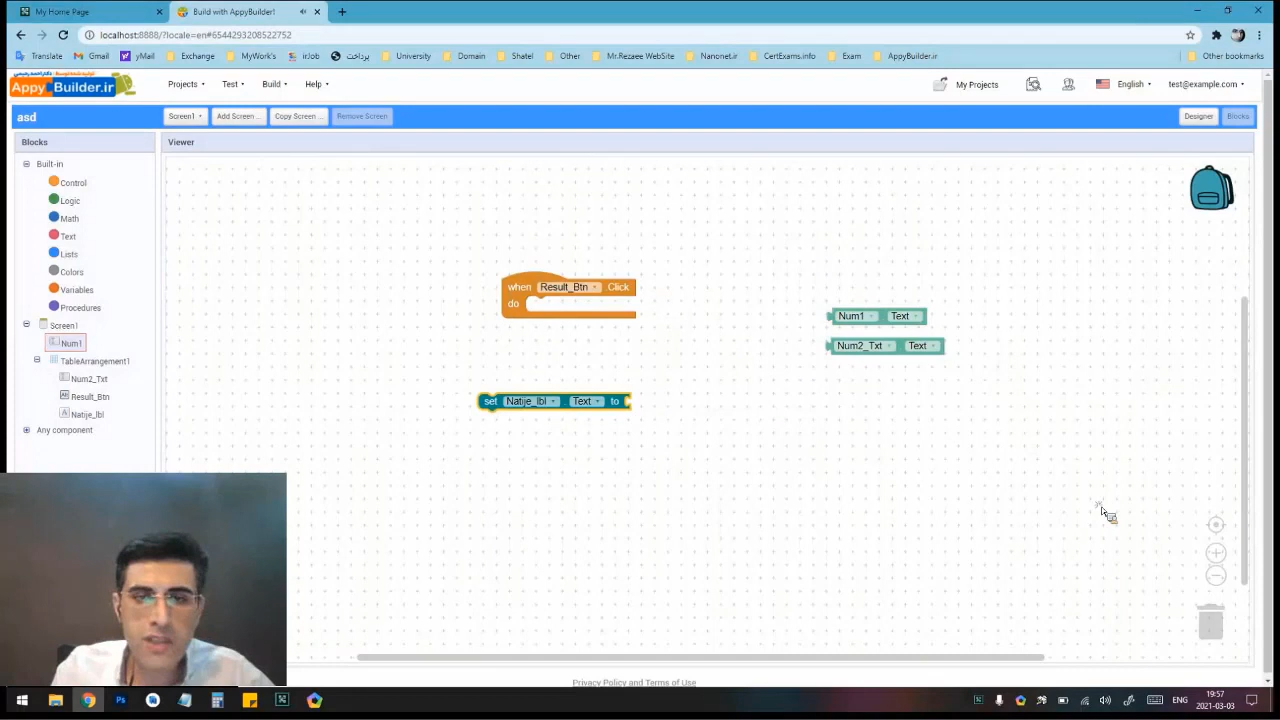 My Home Page
Build with AppyBuilder!
localhost:8888/?locale=en#6544293208522752
Translate
Gmail
yMail
Exchange
MyWork's
irJob
پرداخت
University
Domain
Shatel
Other
Mr.Rezaee WebSite
Nanonet.ir
CertExams.info
Exam
AppyBuilder.ir
Other bookmarks
AppyBuilder.ir
Projects
Test
Build
Help
My Projects
English
test@example.com
asd
Screen1
Add Screen ...
Copy Screen ...
Remove Screen
Designer
Blocks
Blocks
Viewer
Built-in
Control
Logic
Math
Text
Lists
Colors
Variables
Procedures
Screen1
Num1
TableArrangement1
Num2_Txt
Result_Btn
Natije_lbl
Any component
when Result_Btn Click
do
Num1 . Text
Num2_Txt . Text
set Natije_lbl . Text to
Privacy Policy and Terms of Use
ENG
19:57
2021-03-03